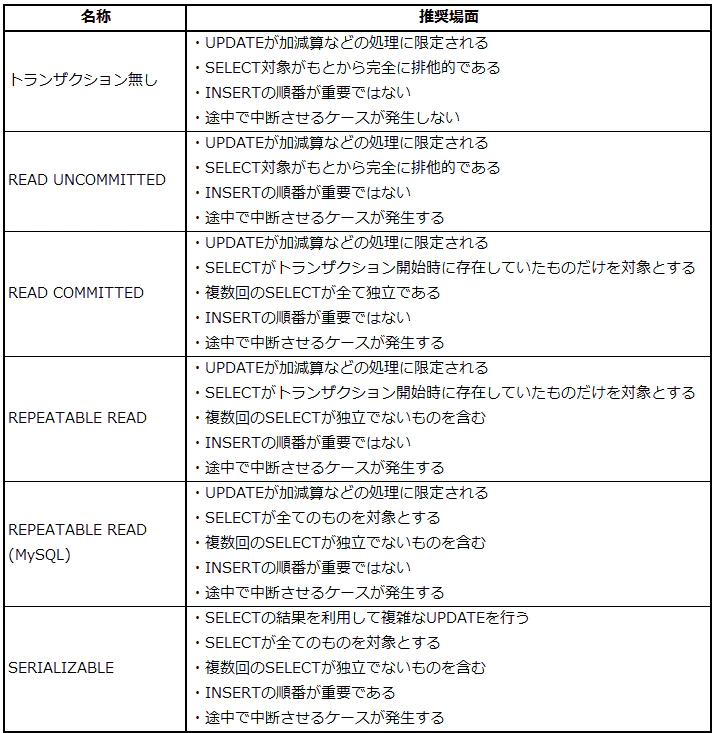 名称
推奨場面
トランザクション無し
・UPDATEが加減算などの処理に限定される
・SELECT対象がもとから完全に排他的である
・INSERTの順番が重要ではない
・途中で中断させるケースが発生しない
READ UNCOMMITTED
・UPDATEが加減算などの処理に限定される
・SELECT対象がもとから完全に排他的である
・INSERTの順番が重要ではない
・途中で中断させるケースが発生する
READ COMMITTED
・UPDATEが加減算などの処理に限定される
・SELECTがトランザクション開始時に存在していたものだけを対象とする
・複数回のSELECTが全て独立である
・INSERTの順番が重要ではない
・途中で中断させるケースが発生する
REPEATABLE READ
・UPDATEが加減算などの処理に限定される
・SELECTがトランザクション開始時に存在していたものだけを対象とする
・複数回のSELECTが独立でないものを含む
・INSERTの順番が重要ではない
・途中で中断させるケースが発生する
REPEATABLE READ
(MySQL)
・UPDATEが加減算などの処理に限定される
・SELECTが全てのものを対象とする
・複数回のSELECTが独立でないものを含む
・INSERTの順番が重要ではない
・途中で中断させるケースが発生する
SERIALIZABLE
・SELECTの結果を利用して複雑なUPDATEを行う
・SELECTが全てのものを対象とする
・複数回のSELECTが独立でないものを含む
・INSERTの順番が重要である
・途中で中断させるケースが発生する